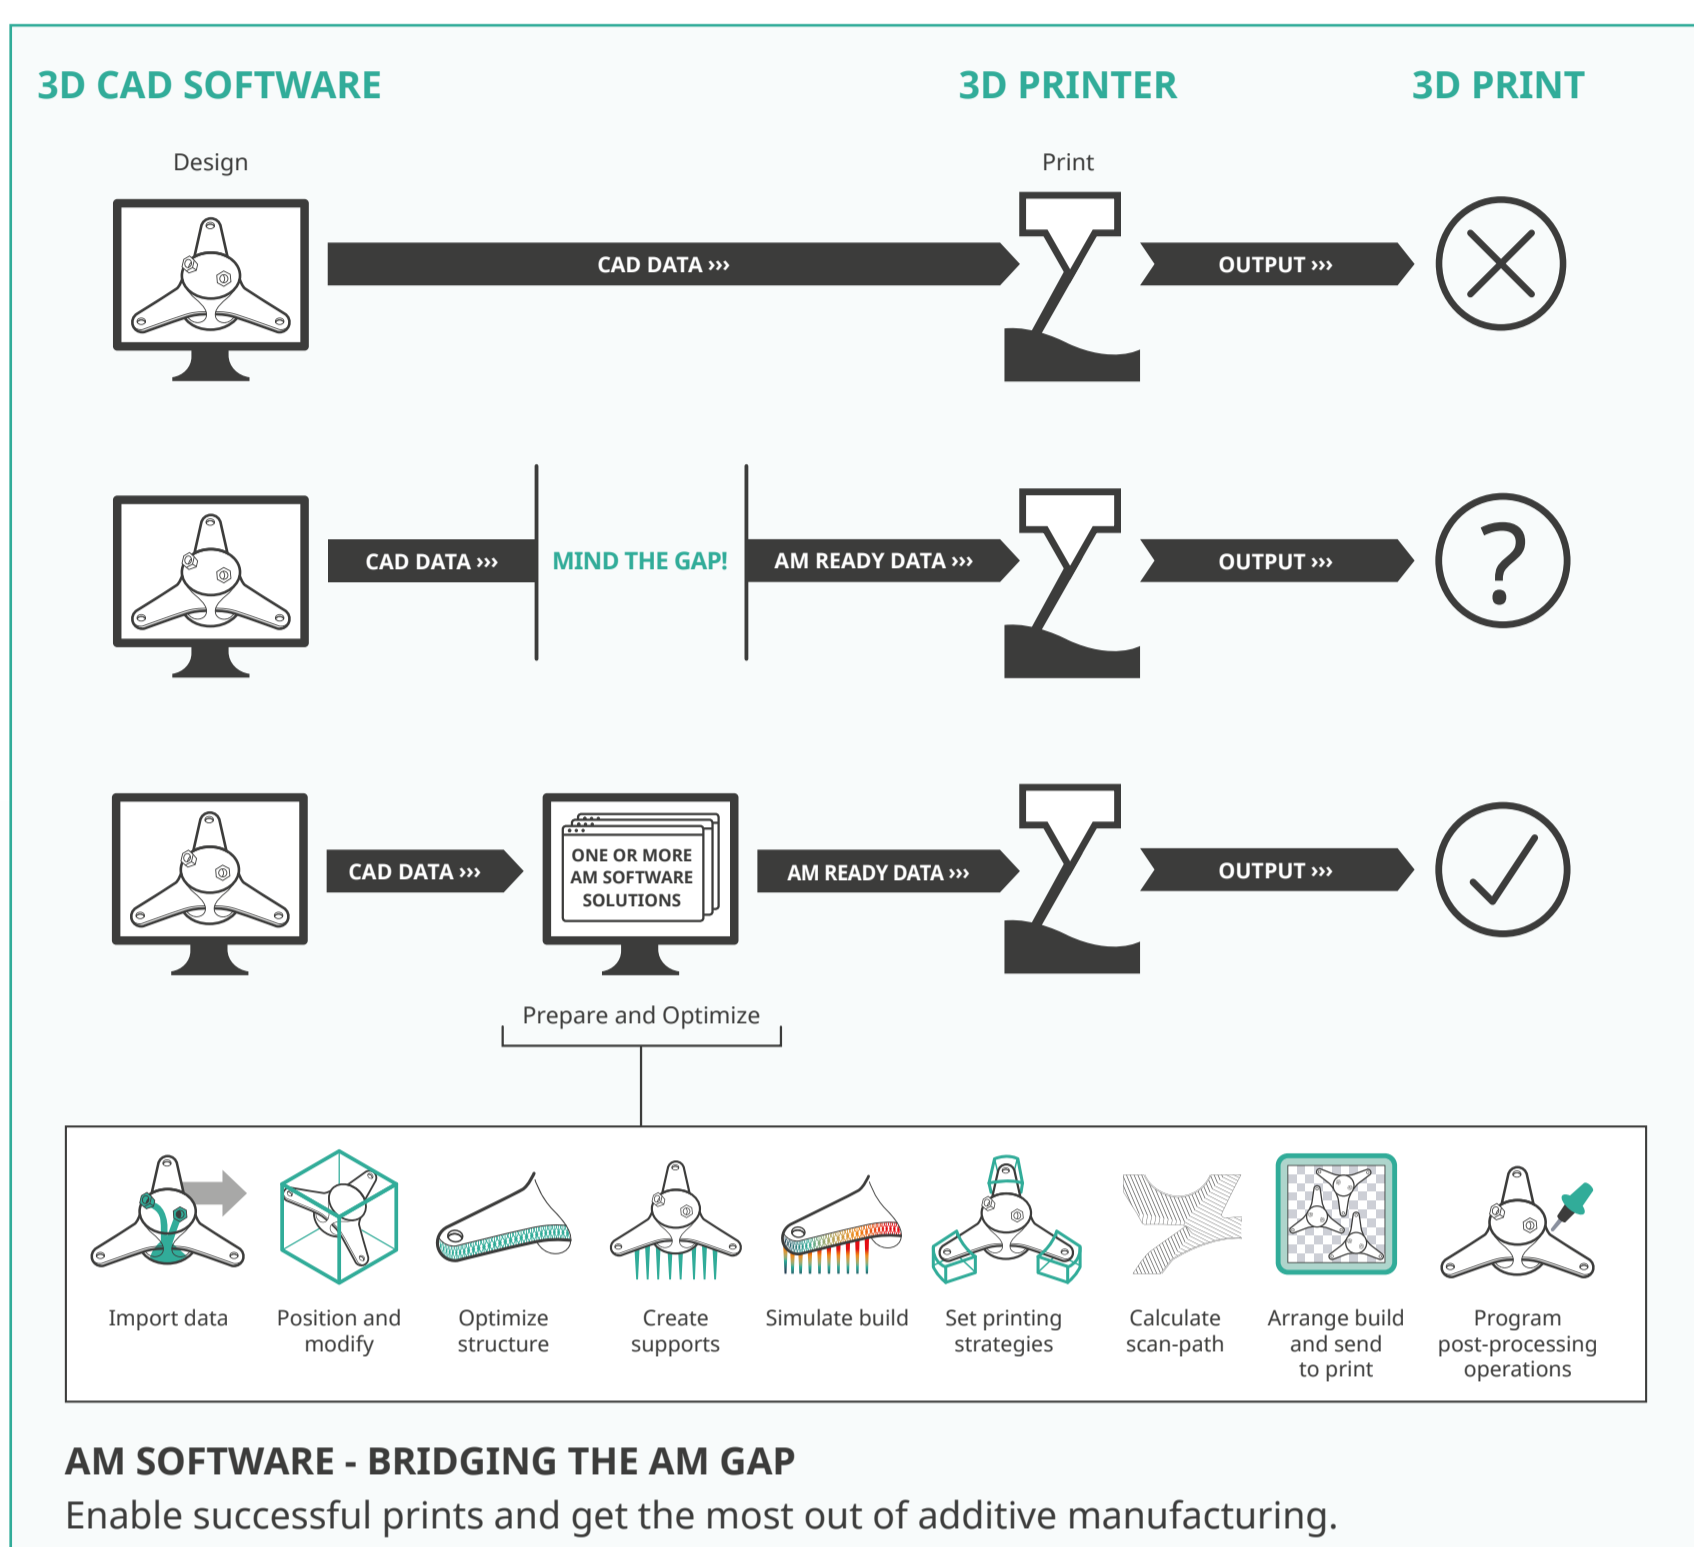 3D CAD SOFTWARE
3D PRINTER
3D PRINT
Design
Print
CAD DATA ›››
OUTPUT ›››
CAD DATA ›››
MIND THE GAP!
AM READY DATA ›››
OUTPUT ›››
?
CAD DATA ›››
ONE OR MORE
AM SOFTWARE
SOLUTIONS
AM READY DATA ›››
OUTPUT ›››
Prepare and Optimize
Import data
Position and
modify
Optimize
structure
Create
supports
Simulate build
Set printing
strategies
Calculate
scan-path
Arrange build
and send
to print
Program
post-processing
operations
AM SOFTWARE - BRIDGING THE AM GAP
Enable successful prints and get the most out of additive manufacturing.